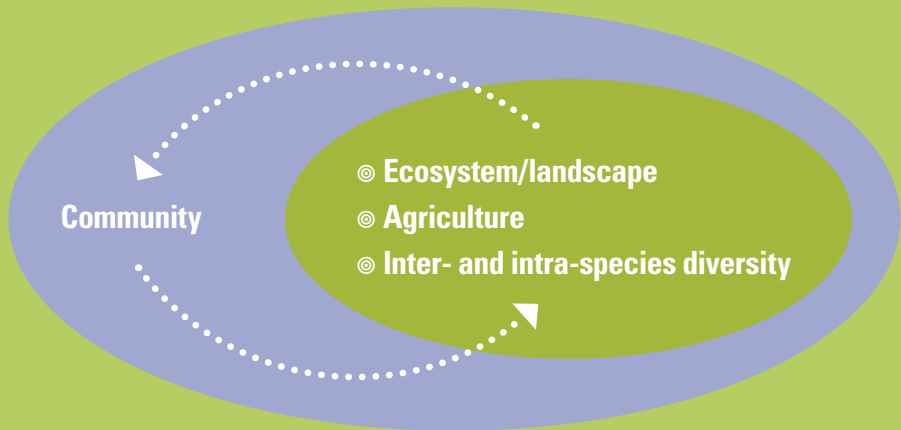 Community
◎ Ecosystem/landscape
◎ Agriculture
◎ Inter- and intra-species diversity